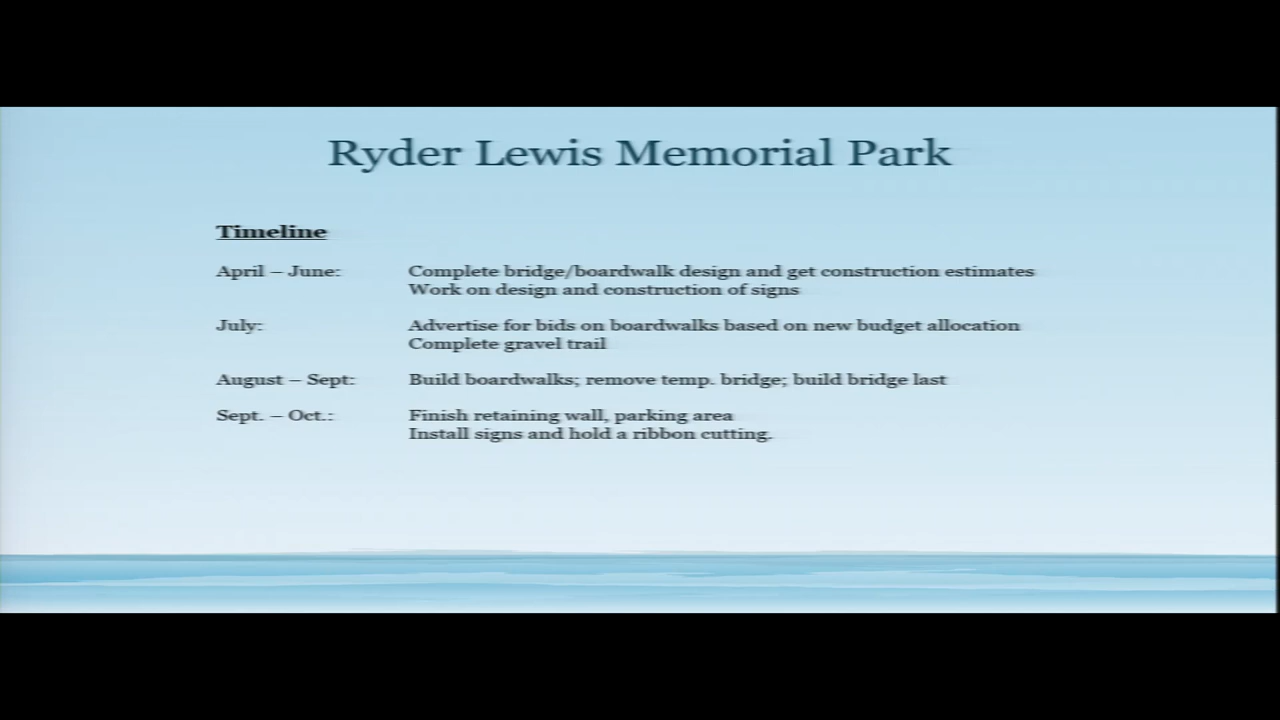 Ryder Lewis Memorial Park
Timeline
April – June: Complete bridge/boardwalk design and get construction estimates
Work on design and construction of signs
July: Advertise for bids on boardwalks based on new budget allocation
Complete gravel trail
August – Sept: Build boardwalks; remove temp. bridge; build bridge last
Sept. – Oct.: Finish retaining wall, parking area
Install signs and hold a ribbon cutting.